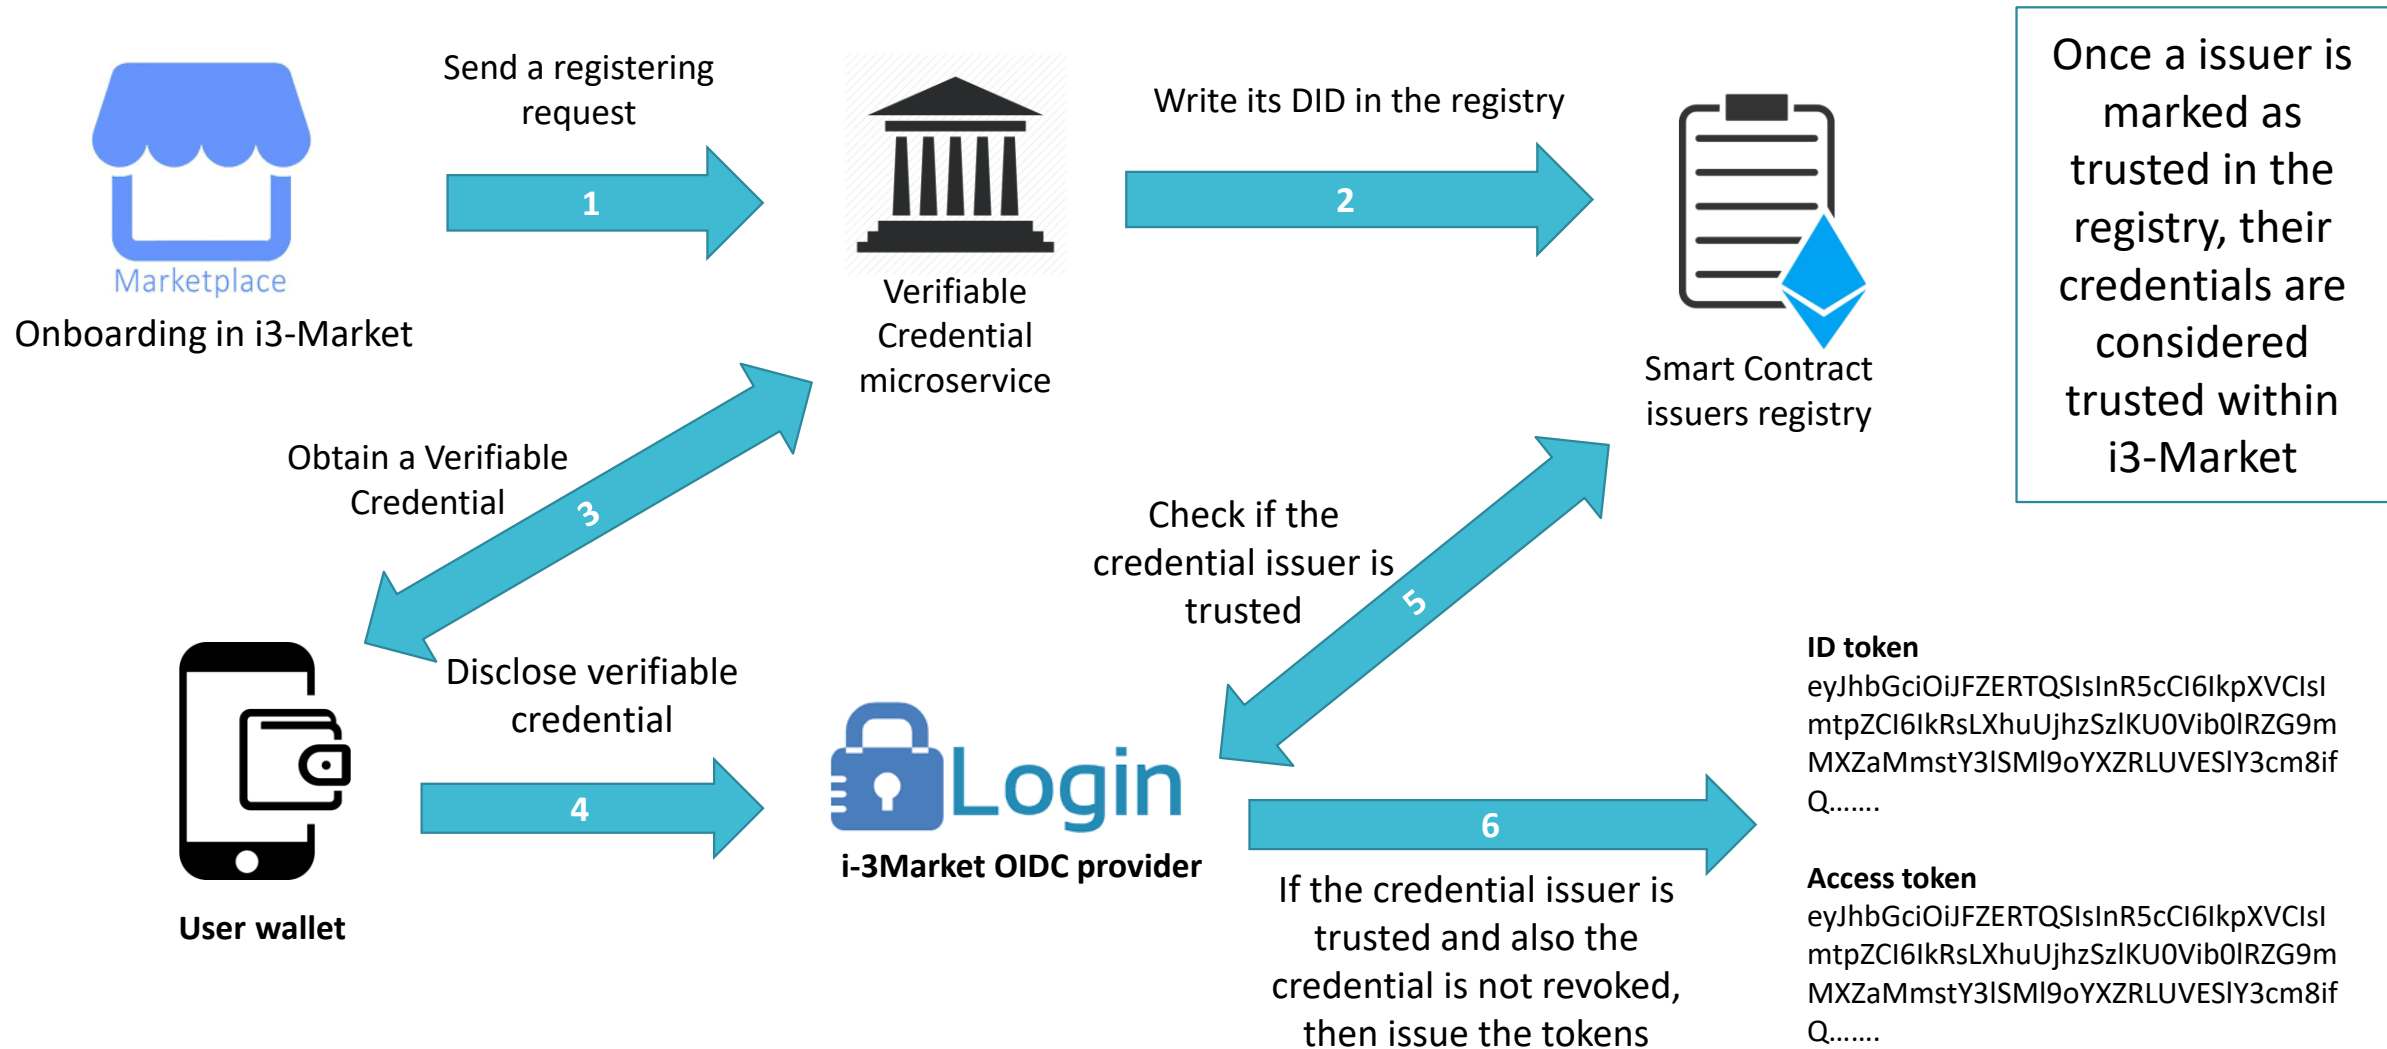 Send a registering
request
1
Marketplace
Onboarding in i3-Market
Verifiable
Credential
microservice
Write its DID in the registry
2
Smart Contract
issuers registry
Once a issuer is
marked as
trusted in the
registry, their
credentials are
considered
trusted within
i3-Market
Obtain a Verifiable
Credential
3
User wallet
Disclose verifiable
credential
4
Login
i-3Market OIDC provider
Check if the
credential issuer is
trusted
5
6
If the credential issuer is
trusted and also the
credential is not revoked,
then issue the tokens
ID token
eyJhbGciOiJFZERTQSIsInR5cCI6IkpXVCIsI
mtpZCI6IkRsLXhuUjhzSzlKU0Vib0lRZG9m
MXZaMmstY3lSMl9oYXZRLUVESlY3cm8if
Q…….
Access token
eyJhbGciOiJFZERTQSIsInR5cCI6IkpXVCIsI
mtpZCI6IkRsLXhuUjhzSzlKU0Vib0lRZG9m
MXZaMmstY3lSMl9oYXZRLUVESlY3cm8if
Q…….